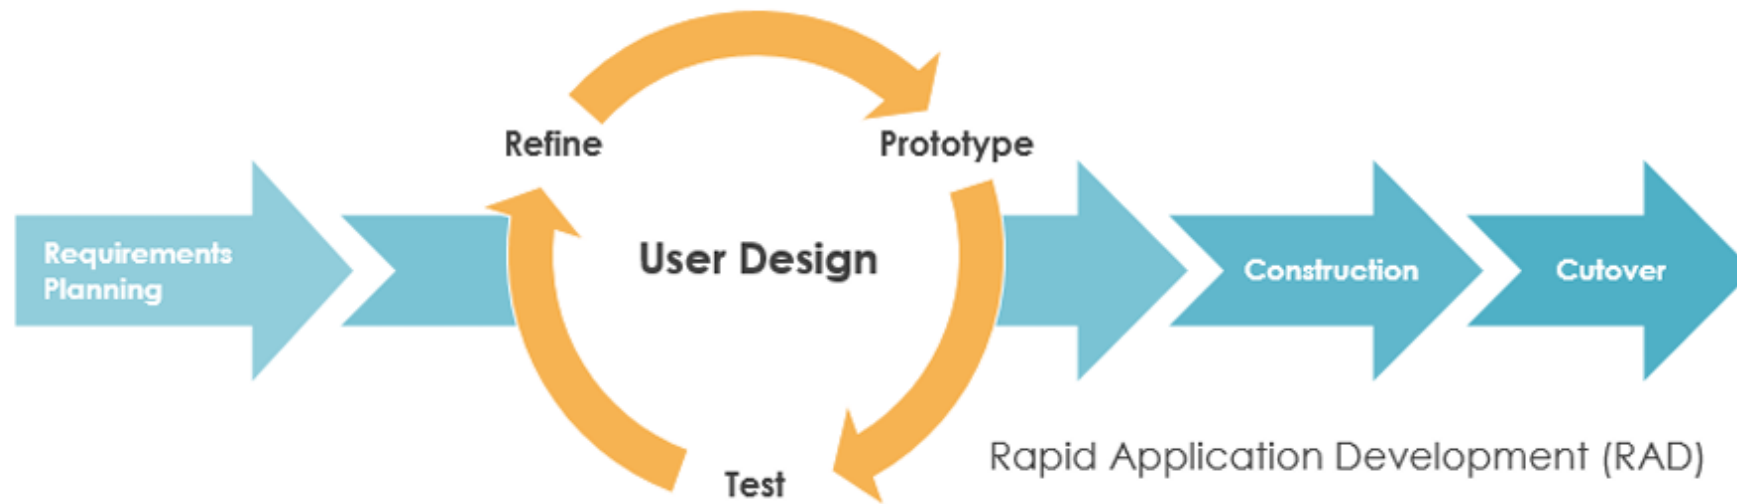 Refine
Prototype
Requirements
Planning
User Design
Construction
Cutover
Test
Rapid Application Development (RAD)